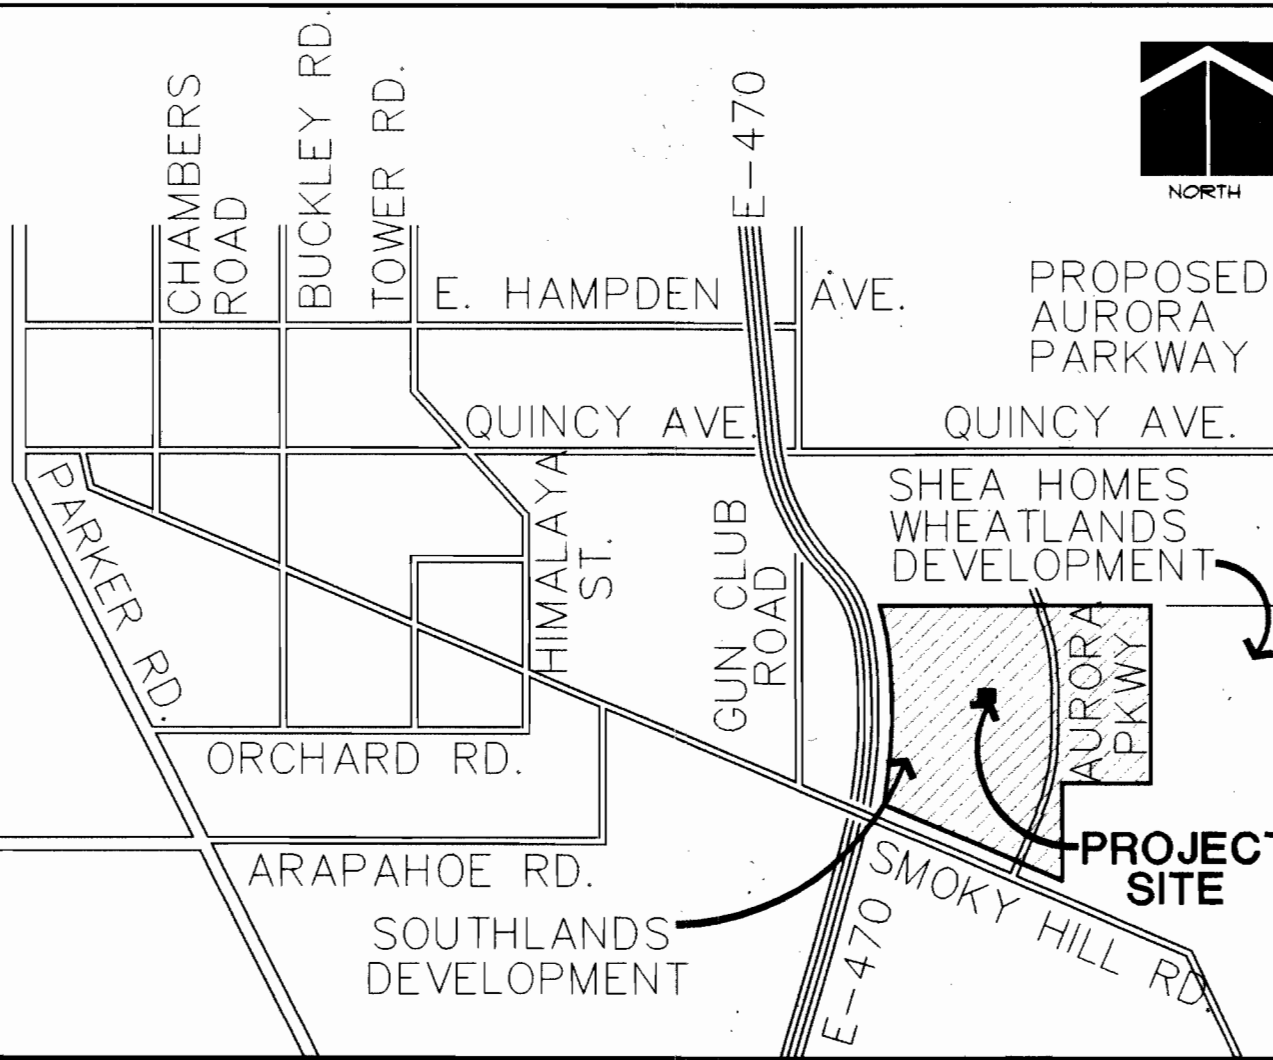 CHAMBERS
ROAD
BUCKLEY RD.
TOWER RD.
E-470
NORTH
E. HAMPDEN AVE.
PROPOSED
AURORA
PARKWAY
QUINCY AVE.
QUINCY AVE.
PARKER RD.
HIMALAYA
ST.
GUN CLUB
ROAD
SHEA HOMES
WHEATLANDS
DEVELOPMENT
AURORA
PKWY
ORCHARD RD.
ARAPAHOE RD.
PROJECT
SITE
SMOKY HILL RD.
SOUTHLANDS
DEVELOPMENT
E-470